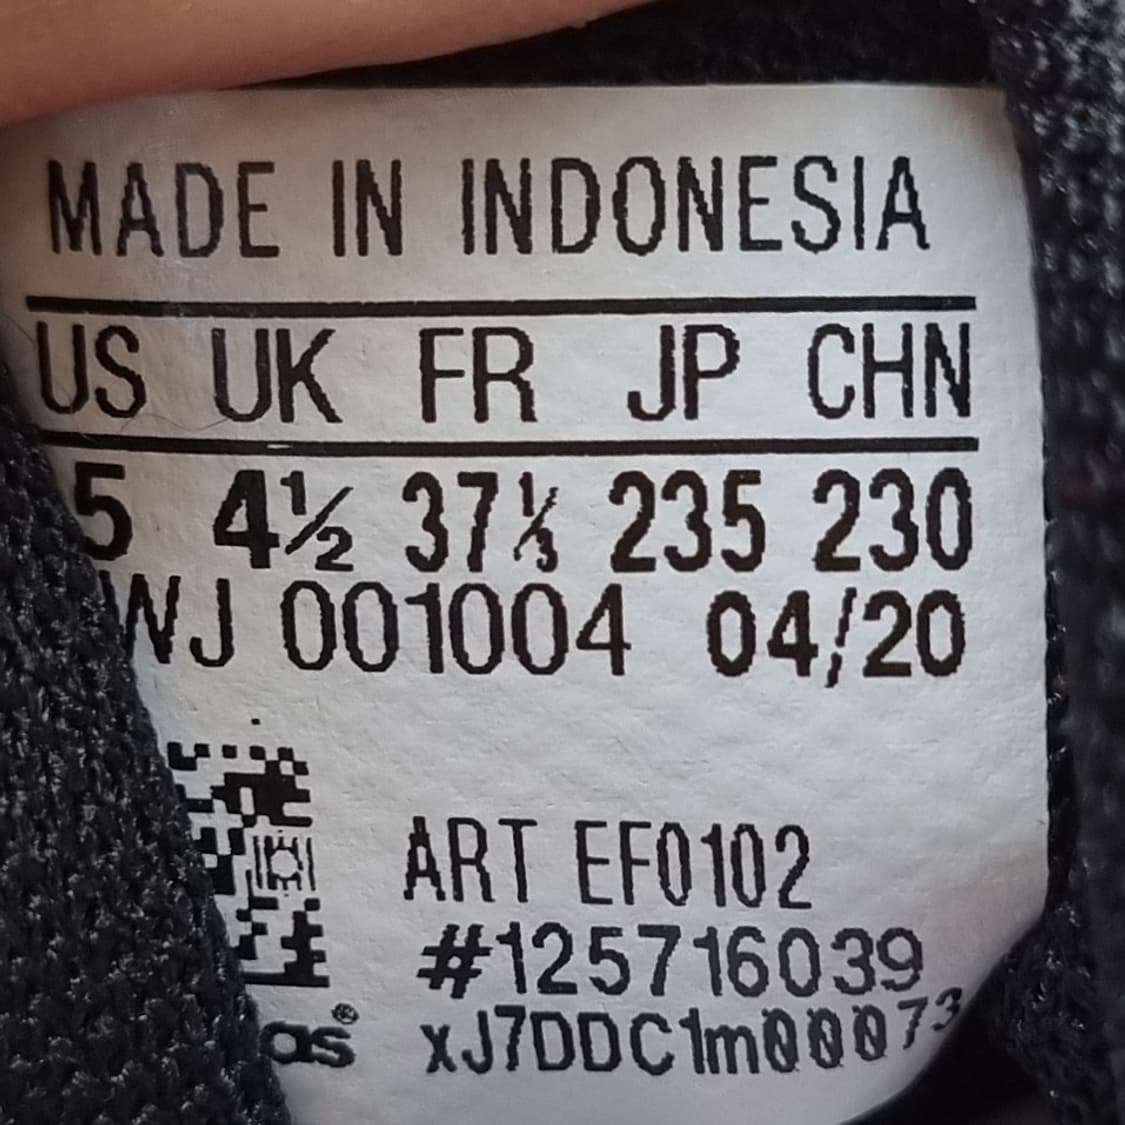 MADE IN INDONESIA
US UK FR JP CHN
5 4½ 37⅓ 235 230
WJ 001004 04/20
ART EF0102
#125716039
as® xJ7DDC1m00073